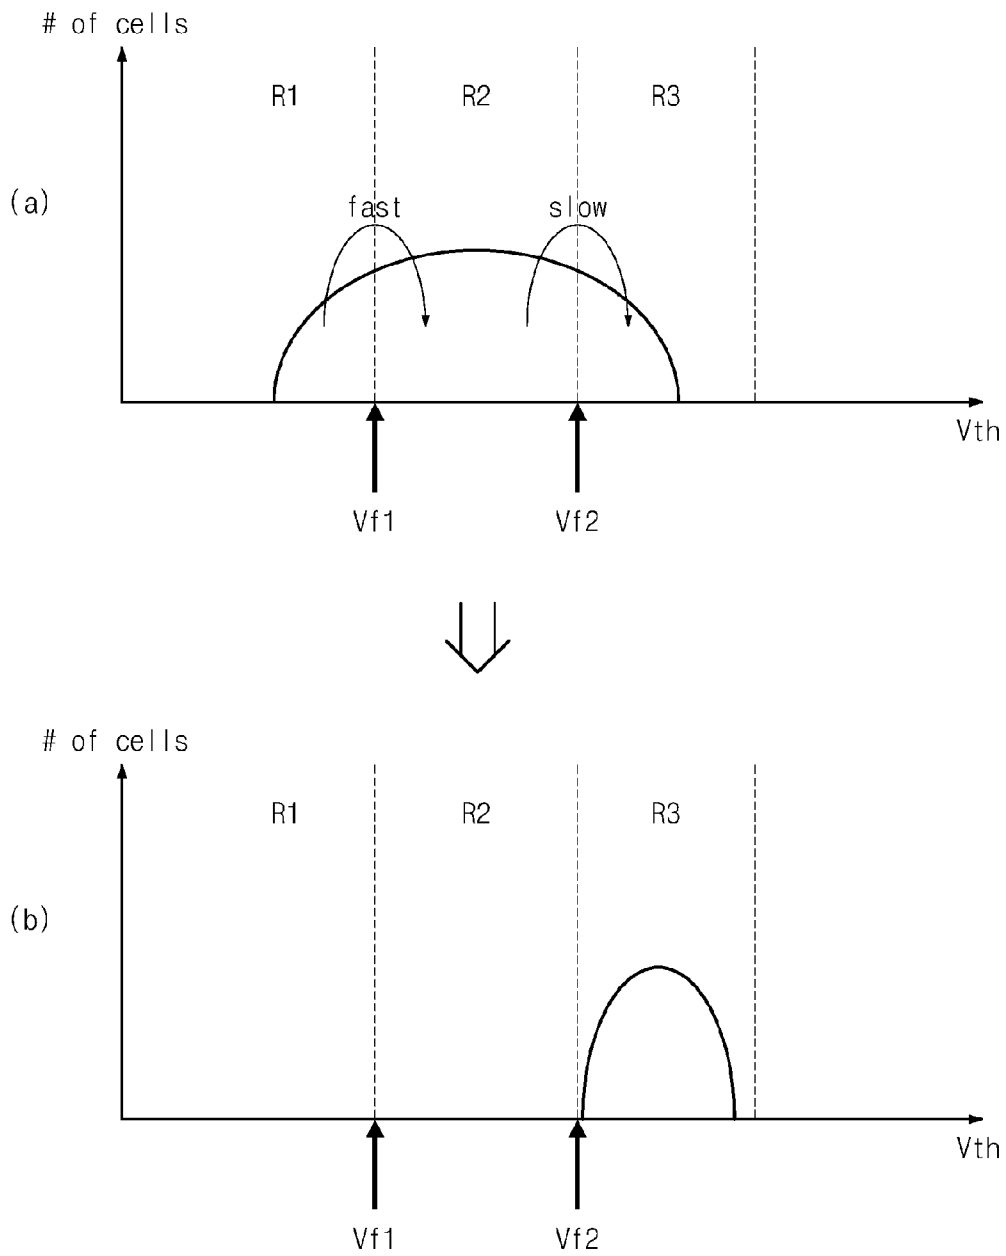 # of cells
R1 R2 R3
(a)
fast slow
Vth
Vf1 Vf2
# of cells
R1 R2 R3
(b)
Vth
Vf1 Vf2